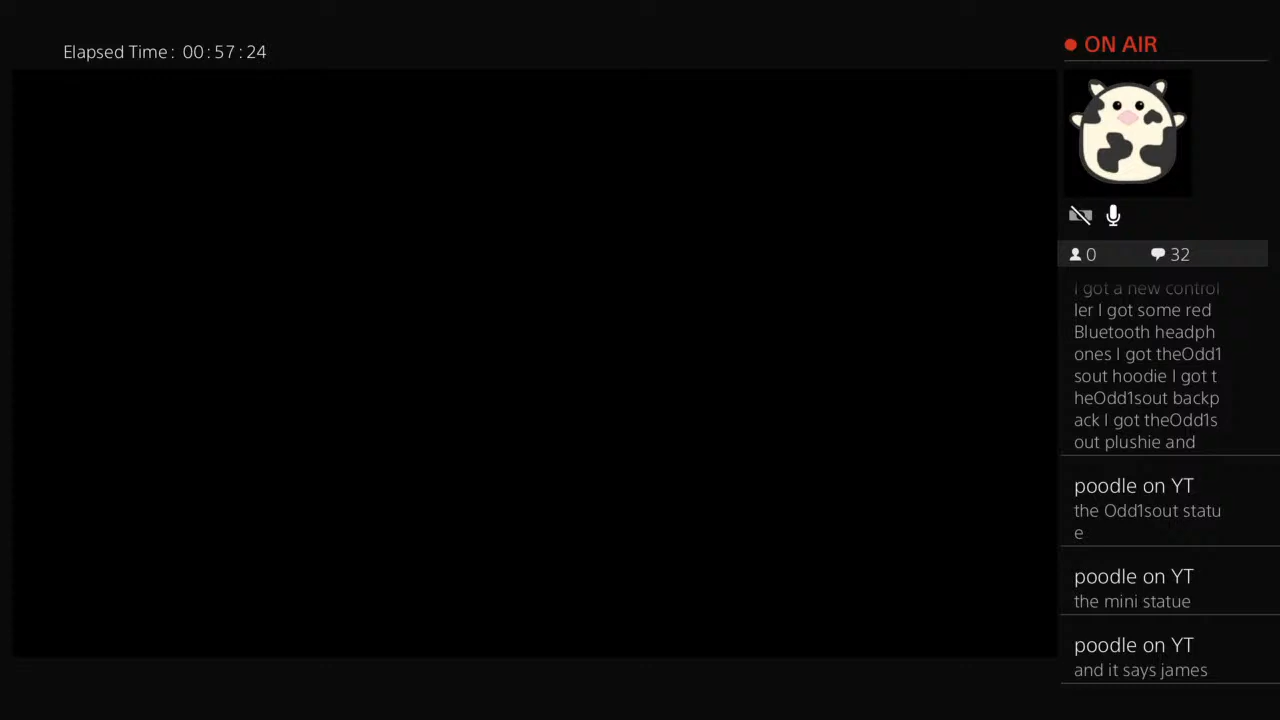 Elapsed Time: 00:57:24
ON AIR
0 32
I got a new control
ler I got some red
Bluetooth headph
ones I got theOdd1
sout hoodie I got t
heOdd1sout backp
ack I got theOdd1s
out plushie and
poodle on YT
the Odd1sout statu
e
poodle on YT
the mini statue
poodle on YT
and it says james